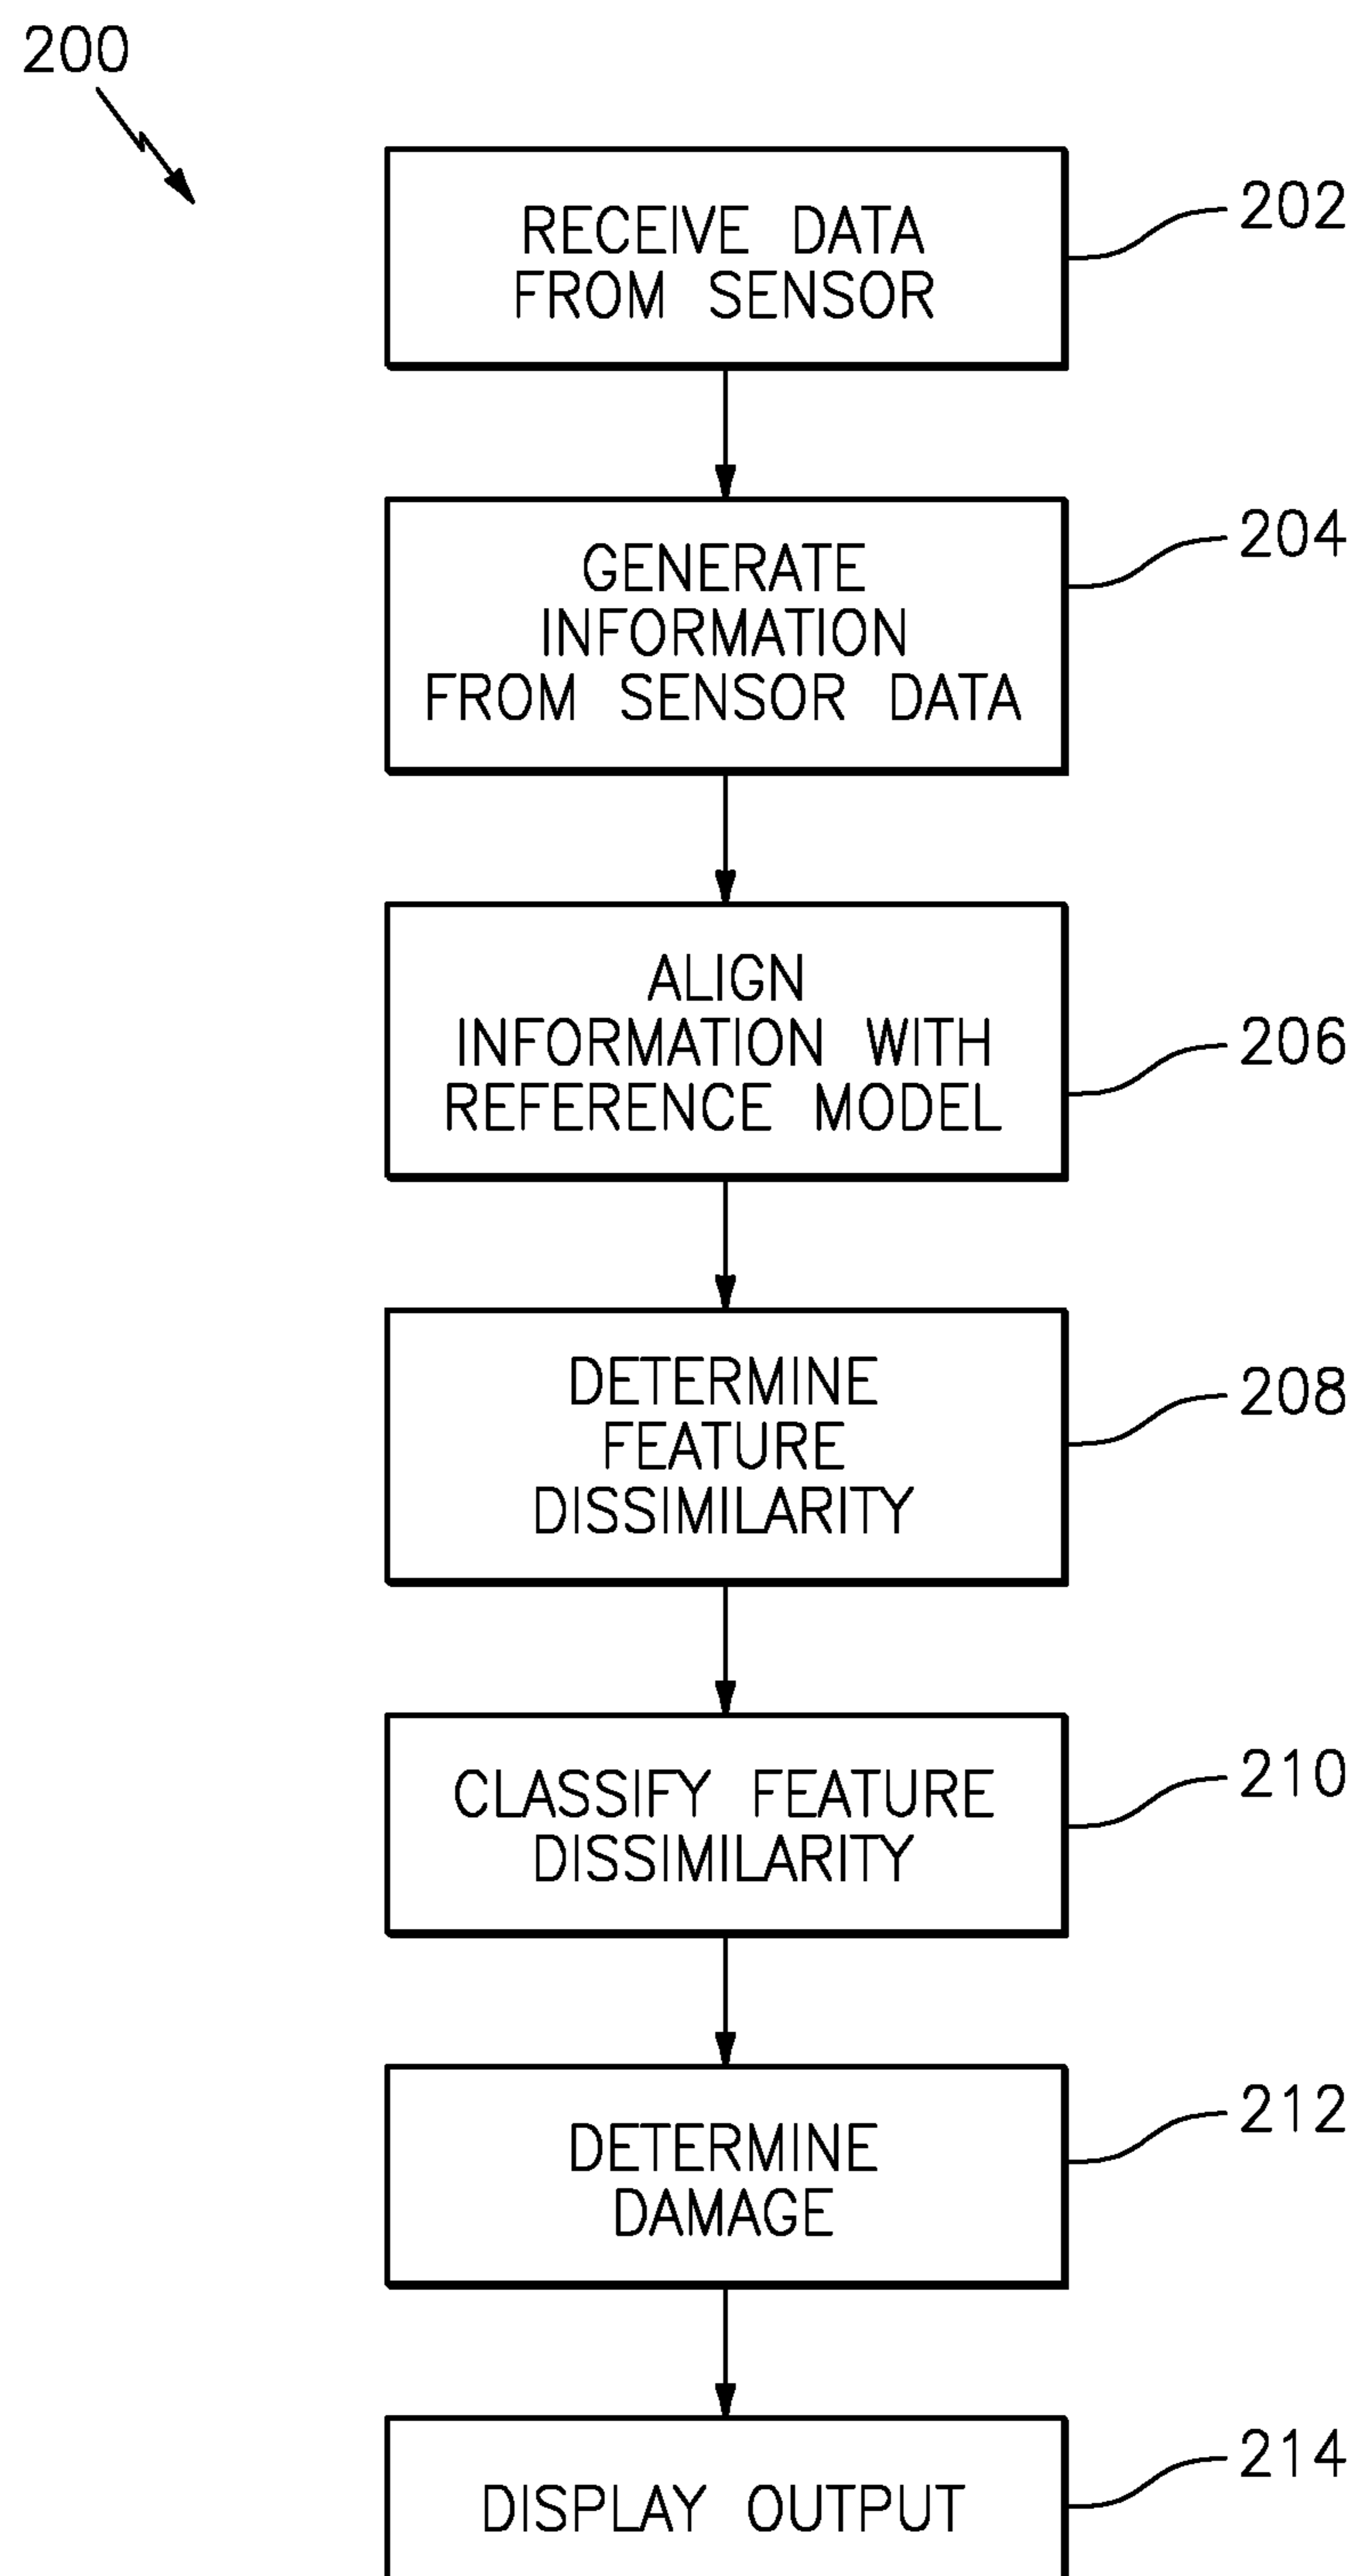 200
RECEIVE DATA
FROM SENSOR
202
GENERATE
INFORMATION
FROM SENSOR DATA
204
ALIGN
INFORMATION WITH
REFERENCE MODEL
206
DETERMINE
FEATURE
DISSIMILARITY
208
CLASSIFY FEATURE
DISSIMILARITY
210
DETERMINE
DAMAGE
212
DISPLAY OUTPUT
214